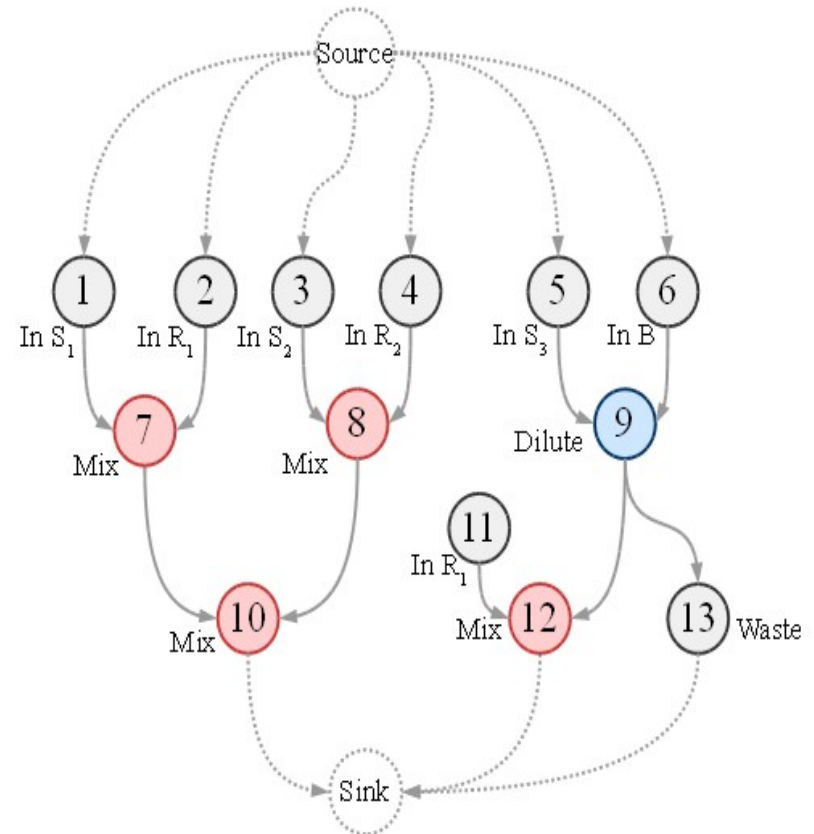 Source
1
2
3
4
5
6
In S₁
In R₁
In S₂
In R₂
In S₃
In B
7
8
9
Mix
Mix
Dilute
11
In R₁
10
12
13
Mix
Mix
Waste
Sink